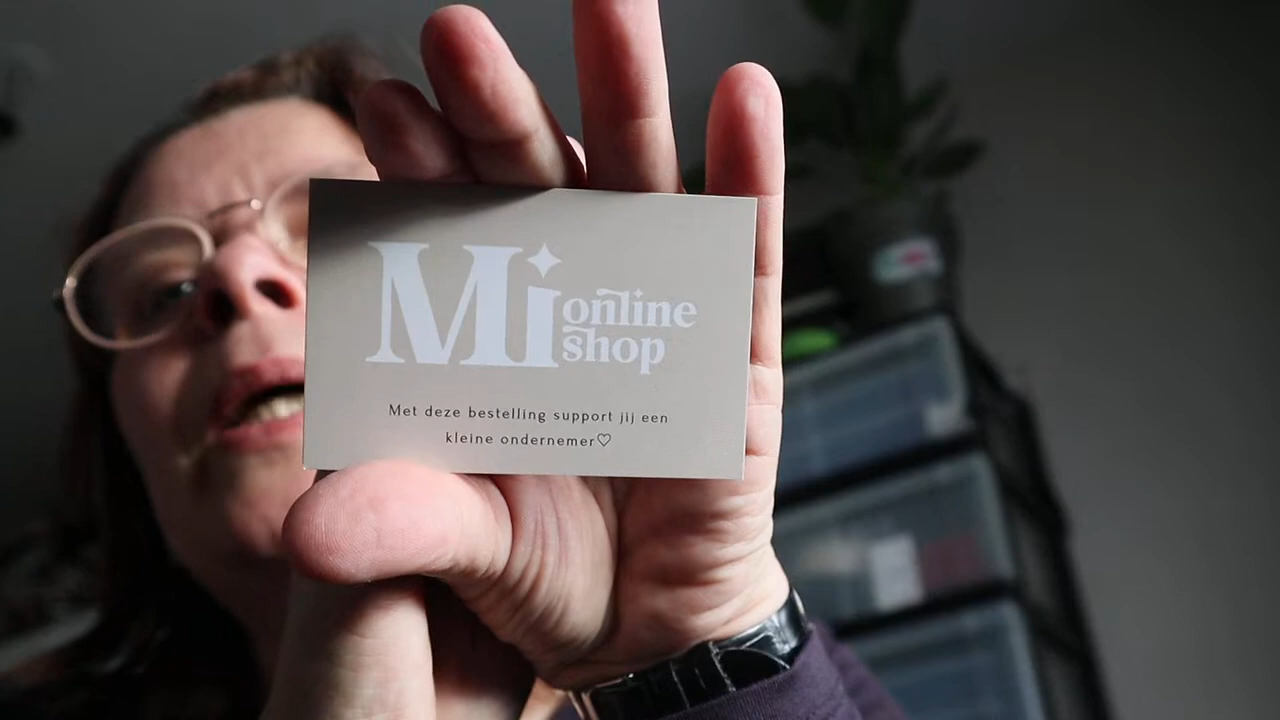 Mi online
shop
Met deze bestelling support jij een
kleine ondernemer♡